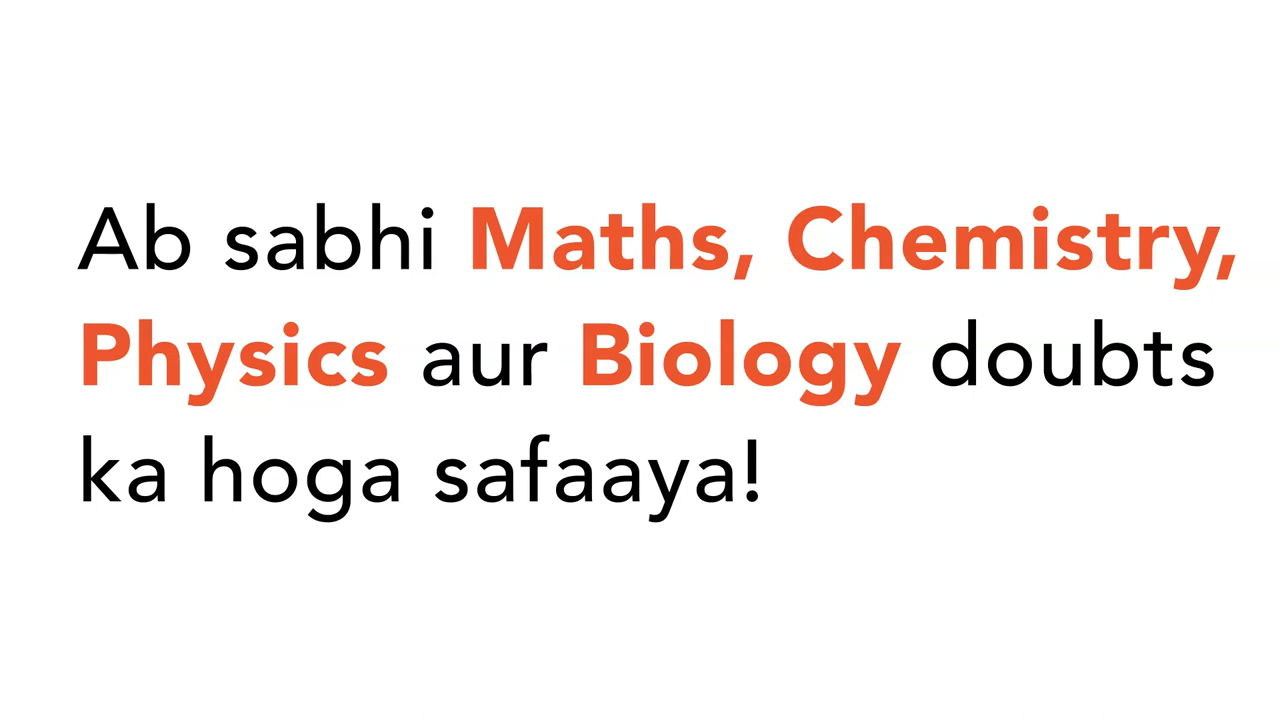 Ab sabhi Maths, Chemistry,
Physics aur Biology doubts
ka hoga safaaya!